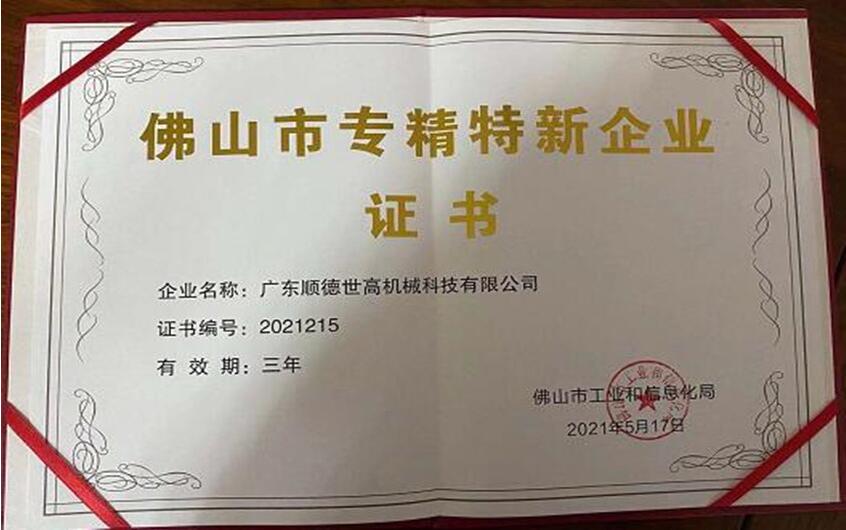 佛山市专精特新企业
证书
企业名称：广东顺德世高机械科技有限公司
证书编号：2021215
有效期：三年
佛山市工业和信息化局
2021年5月17日